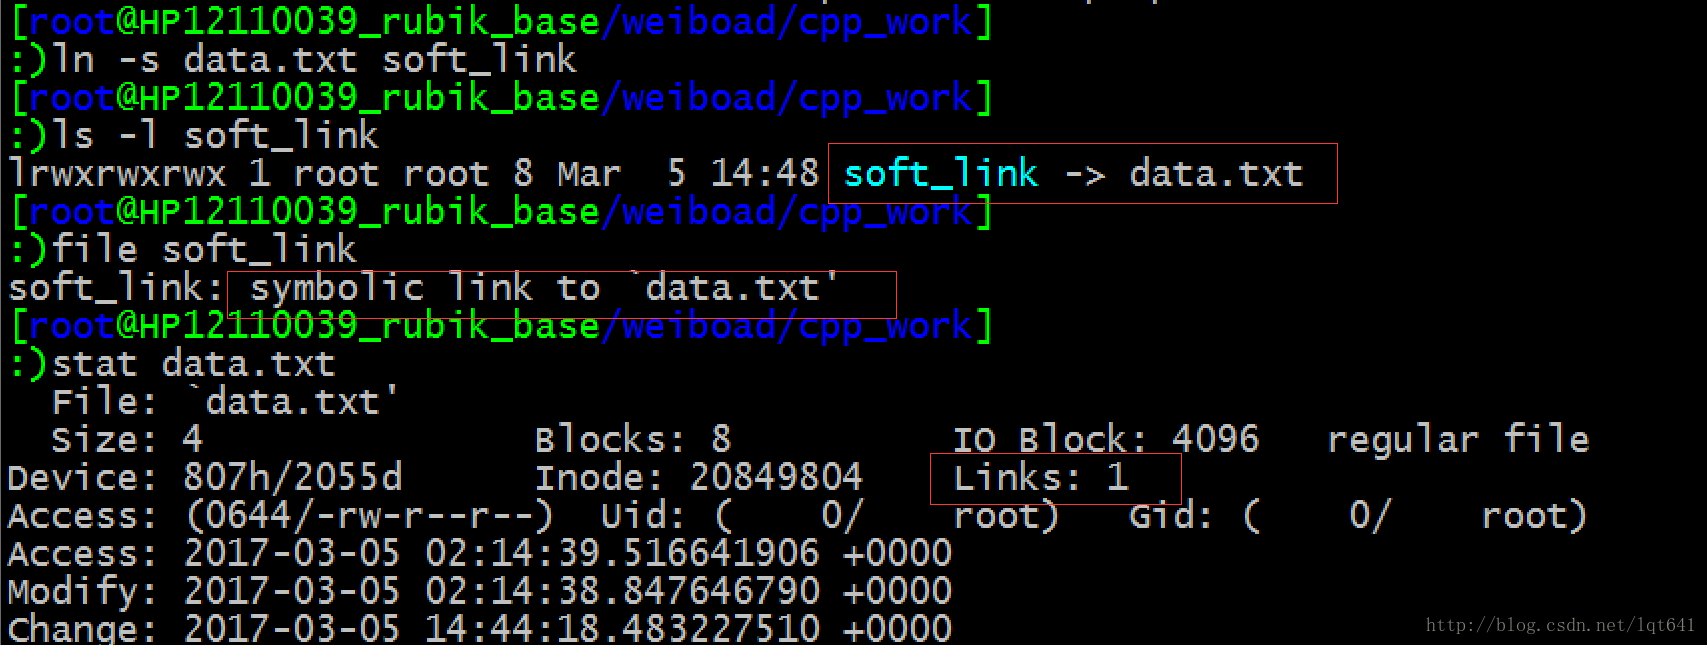 [root@HP12110039_rubik_base/weiboad/cpp_work]
:)ln -s data.txt soft_link
[root@HP12110039_rubik_base/weiboad/cpp_work]
:)ls -l soft_link
lrwxrwxrwx 1 root root 8 Mar  5 14:48 soft_link -> data.txt
[root@HP12110039_rubik_base/weiboad/cpp_work]
:)file soft_link
soft_link: symbolic link to `data.txt'
[root@HP12110039_rubik_base/weiboad/cpp_work]
:)stat data.txt
  File: `data.txt'
  Size: 4               Blocks: 8          IO Block: 4096   regular file
Device: 807h/2055d      Inode: 20849804    Links: 1
Access: (0644/-rw-r--r--)  Uid: (    0/    root)   Gid: (    0/    root)
Access: 2017-03-05 02:14:39.516641906 +0000
Modify: 2017-03-05 02:14:38.847646790 +0000
Change: 2017-03-05 14:44:18.483227510 +0000
http://blog.csdn.net/lqt641